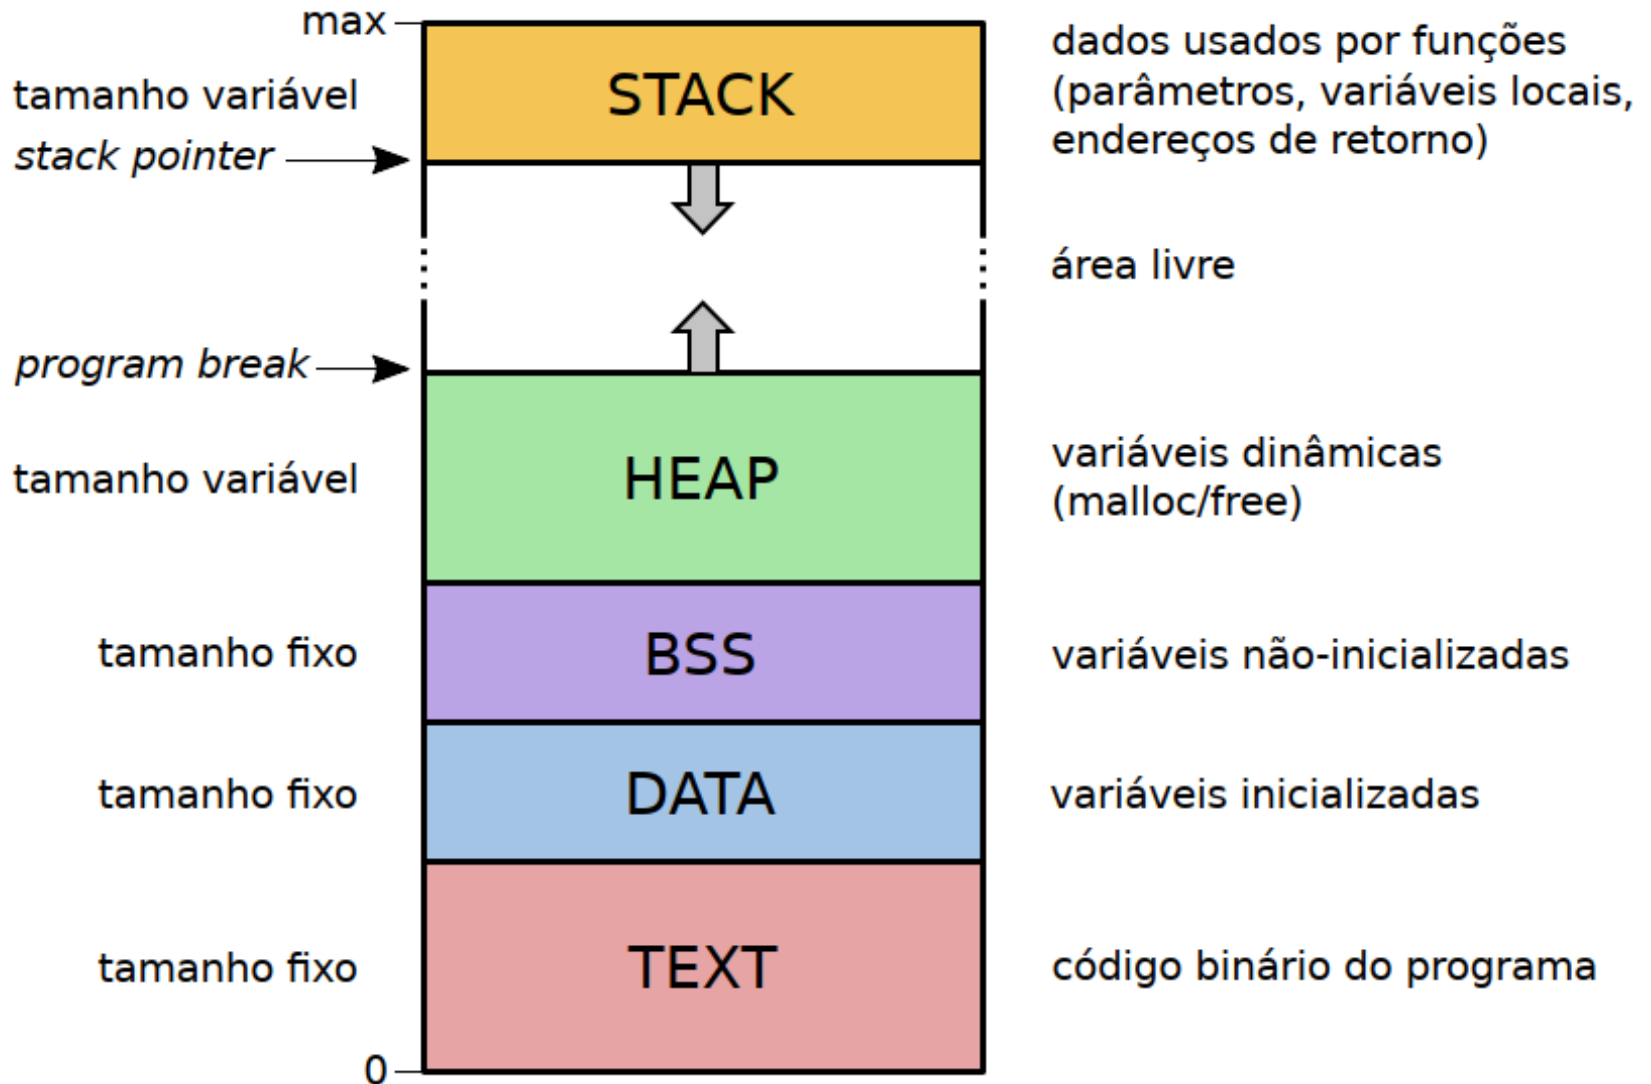 max
STACK
dados usados por funções
tamanho variável
(parâmetros, variáveis locais,
stack pointer
endereços de retorno)
área livre
program break
HEAP
variáveis dinâmicas
tamanho variável
(malloc/free)
tamanho fixo
BSS
variáveis não-inicializadas
tamanho fixo
DATA
variáveis inicializadas
tamanho fixo
TEXT
código binário do programa
0